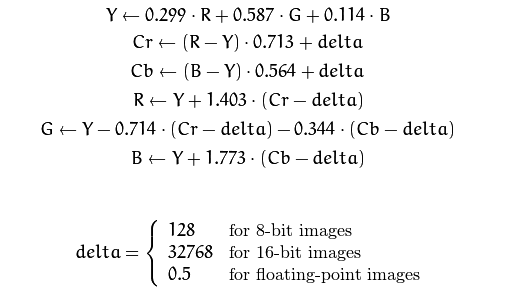 Y ← 0.299 · R + 0.587 · G + 0.114 · B
Cr ← (R − Y) · 0.713 + delta
Cb ← (B − Y) · 0.564 + delta
R ← Y + 1.403 · (Cr − delta)
G ← Y − 0.714 · (Cr − delta) − 0.344 · (Cb − delta)
B ← Y + 1.773 · (Cb − delta)
128 for 8-bit images
delta = { 32768 for 16-bit images
0.5 for floating-point images